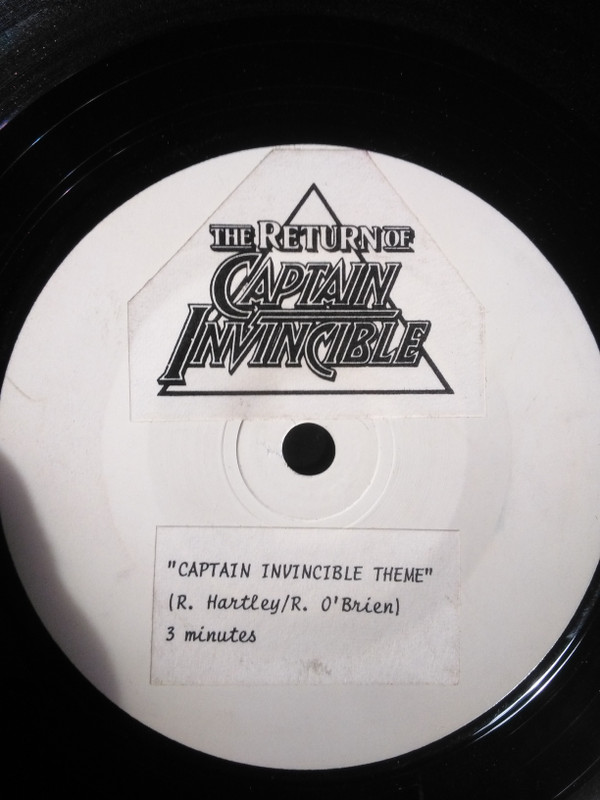 THE RETURN OF
CAPTAIN
INVINCIBLE
"CAPTAIN INVINCIBLE THEME"
(R. Hartley/R. O'Brien)
3 minutes